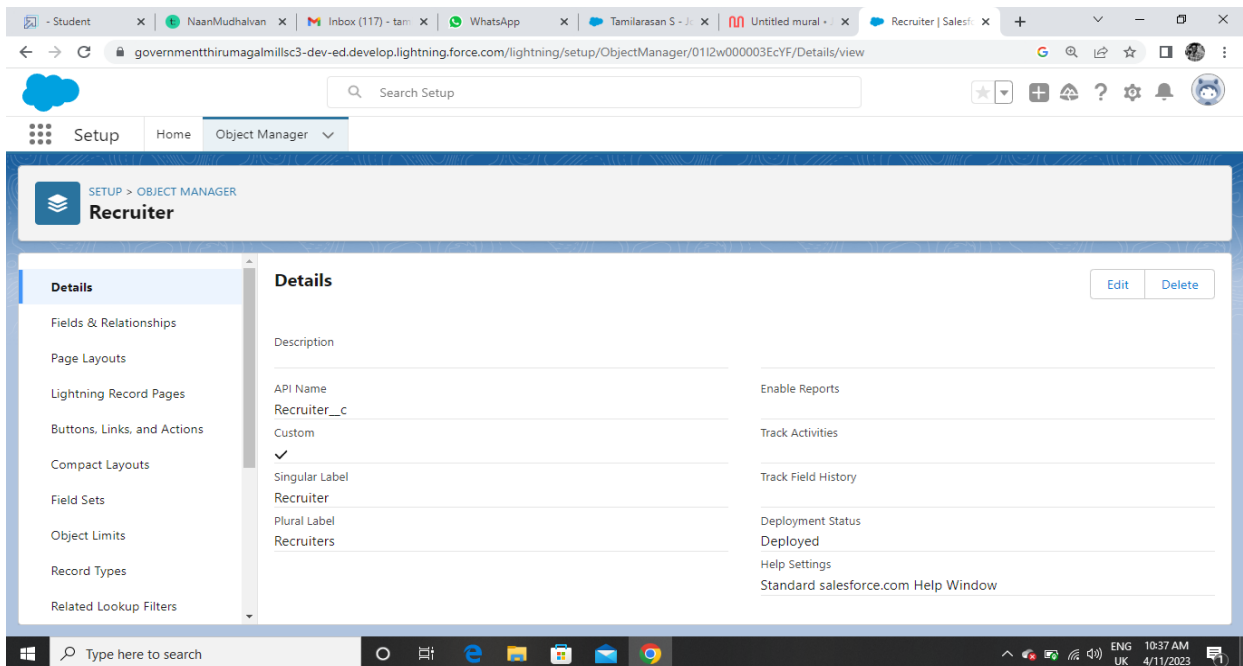 - Student
NaanMudhalvan
Inbox (117) - tam
WhatsApp
Tamilarasan S - Jo
Untitled mural •
Recruiter | Salesf
governmentthirumagalmillsc3-dev-ed.develop.lightning.force.com/lightning/setup/ObjectManager/01I2w000003EcYF/Details/view
Search Setup
Setup
Home
Object Manager
SETUP > OBJECT MANAGER
Recruiter
Details
Fields & Relationships
Page Layouts
Lightning Record Pages
Buttons, Links, and Actions
Compact Layouts
Field Sets
Object Limits
Record Types
Related Lookup Filters
Details
Edit
Delete
Description
API Name
Recruiter__c
Custom
Singular Label
Recruiter
Plural Label
Recruiters
Enable Reports
Track Activities
Track Field History
Deployment Status
Deployed
Help Settings
Standard salesforce.com Help Window
Type here to search
ENG
UK
10:37 AM
4/11/2023